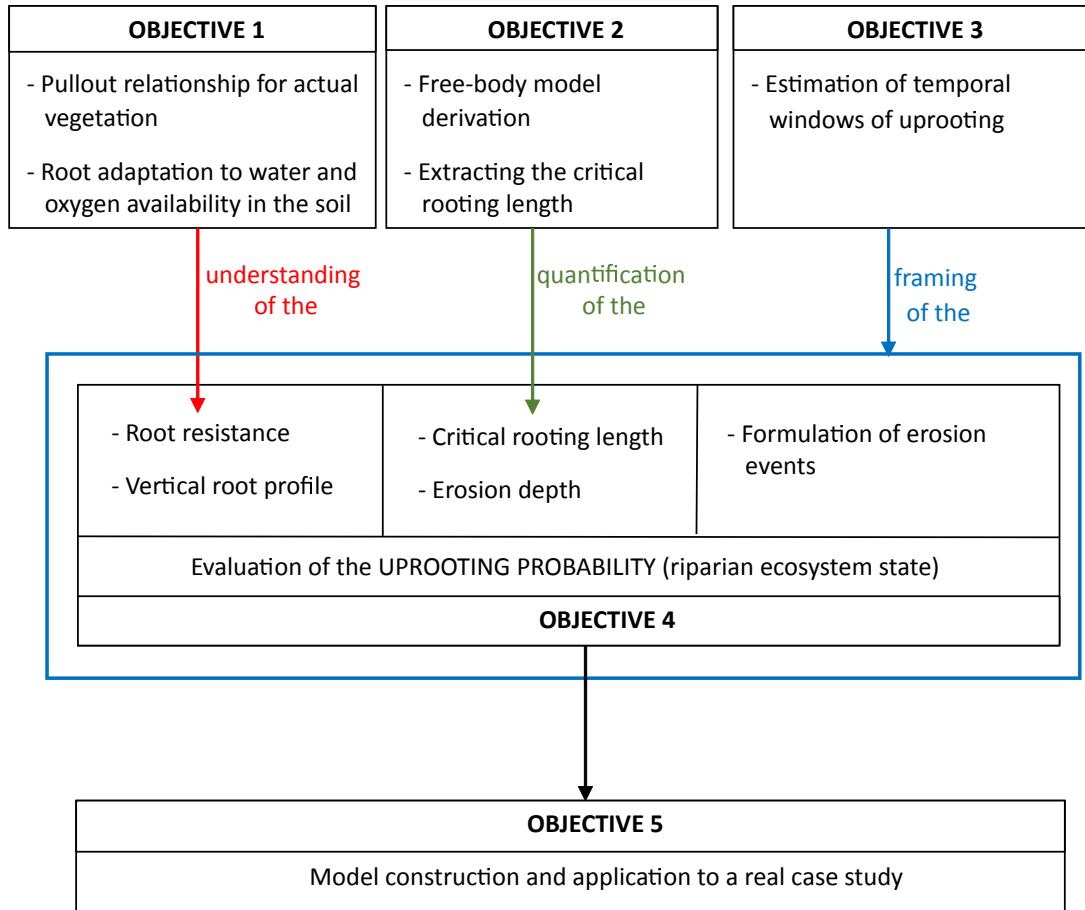 OBJECTIVE 1
- Pullout relationship for actual
vegetation
- Root adaptation to water and
oxygen availability in the soil
OBJECTIVE 2
- Free-body model
derivation
- Extracting the critical
rooting length
OBJECTIVE 3
- Estimation of temporal
windows of uprooting
understanding
of the
quantification
of the
framing
of the
- Root resistance
- Vertical root profile
- Critical rooting length
- Erosion depth
- Formulation of erosion
events
Evaluation of the UPROOTING PROBABILITY (riparian ecosystem state)
OBJECTIVE 4
OBJECTIVE 5
Model construction and application to a real case study